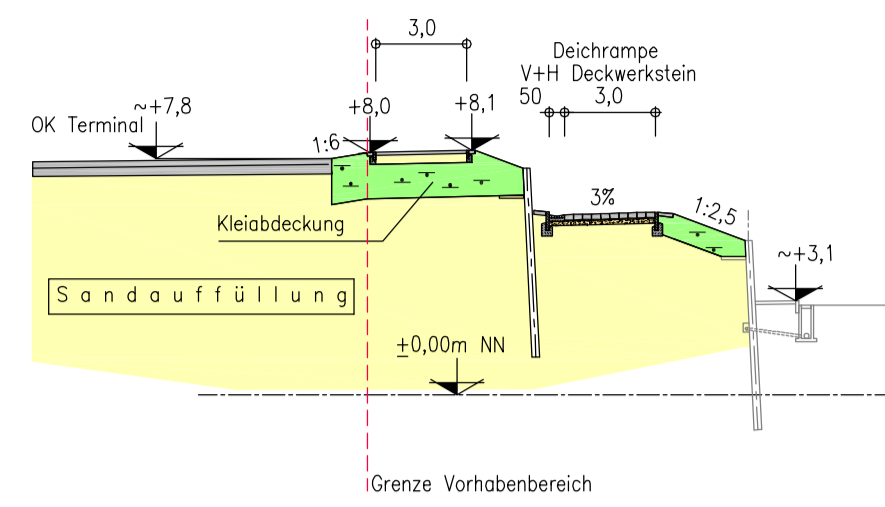 3,0
Deichrampe
V+H Deckwerkstein
50 3,0
~+7,8
+8,0
+8,1
OK Terminal
1:6
3%
1:2,5
Kleiabdeckung
~+3,1
Sandauffüllung
±0,00m NN
Grenze Vorhabenbereich